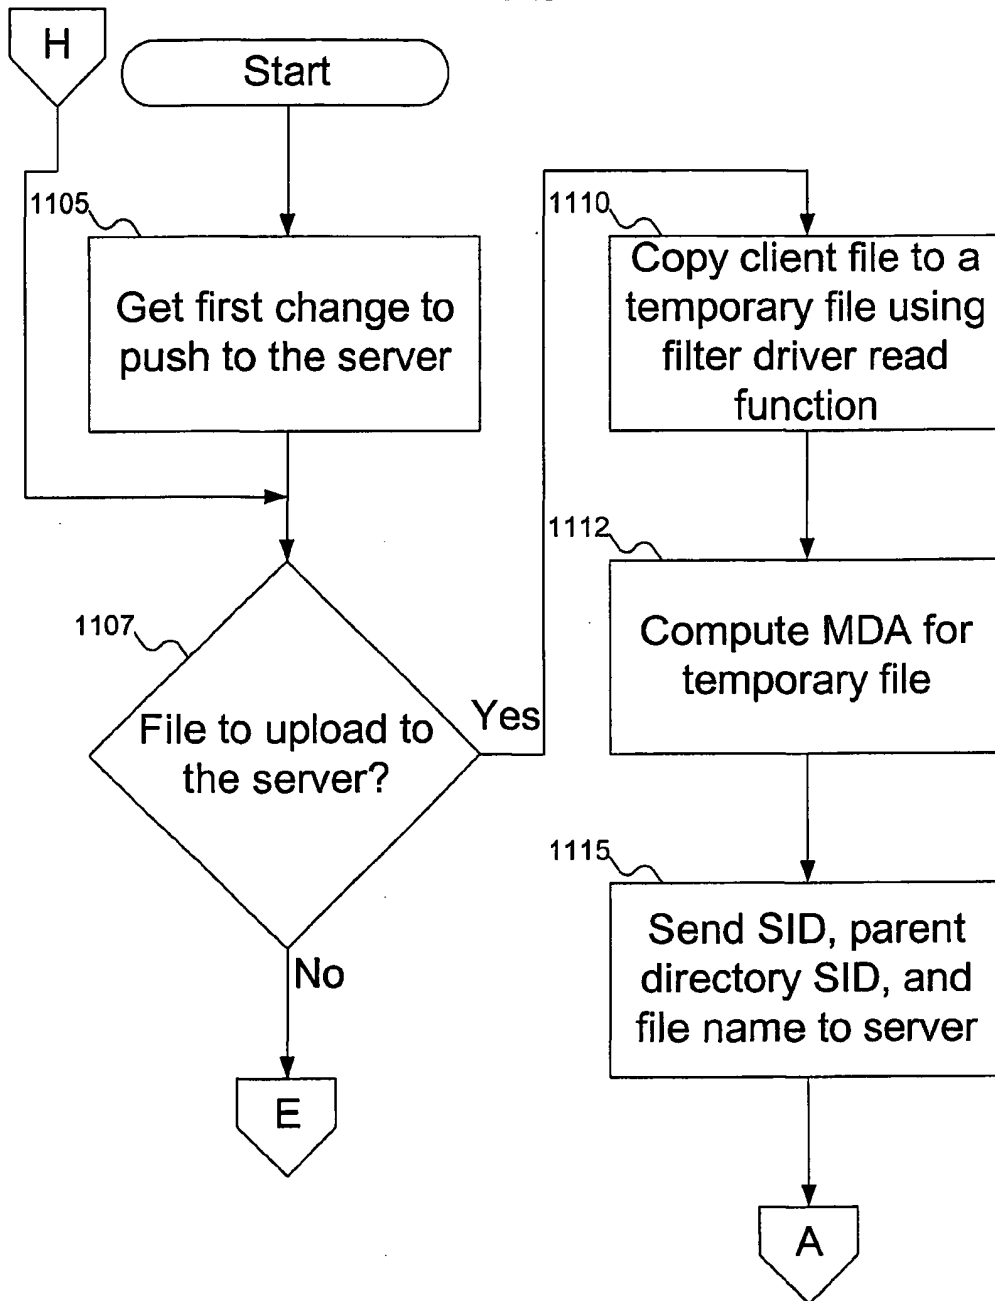 H
Start
1105
Get first change to
push to the server
1107
File to upload to
the server?
Yes
No
E
1110
Copy client file to a
temporary file using
filter driver read
function
1112
Compute MDA for
temporary file
1115
Send SID, parent
directory SID, and
file name to server
A